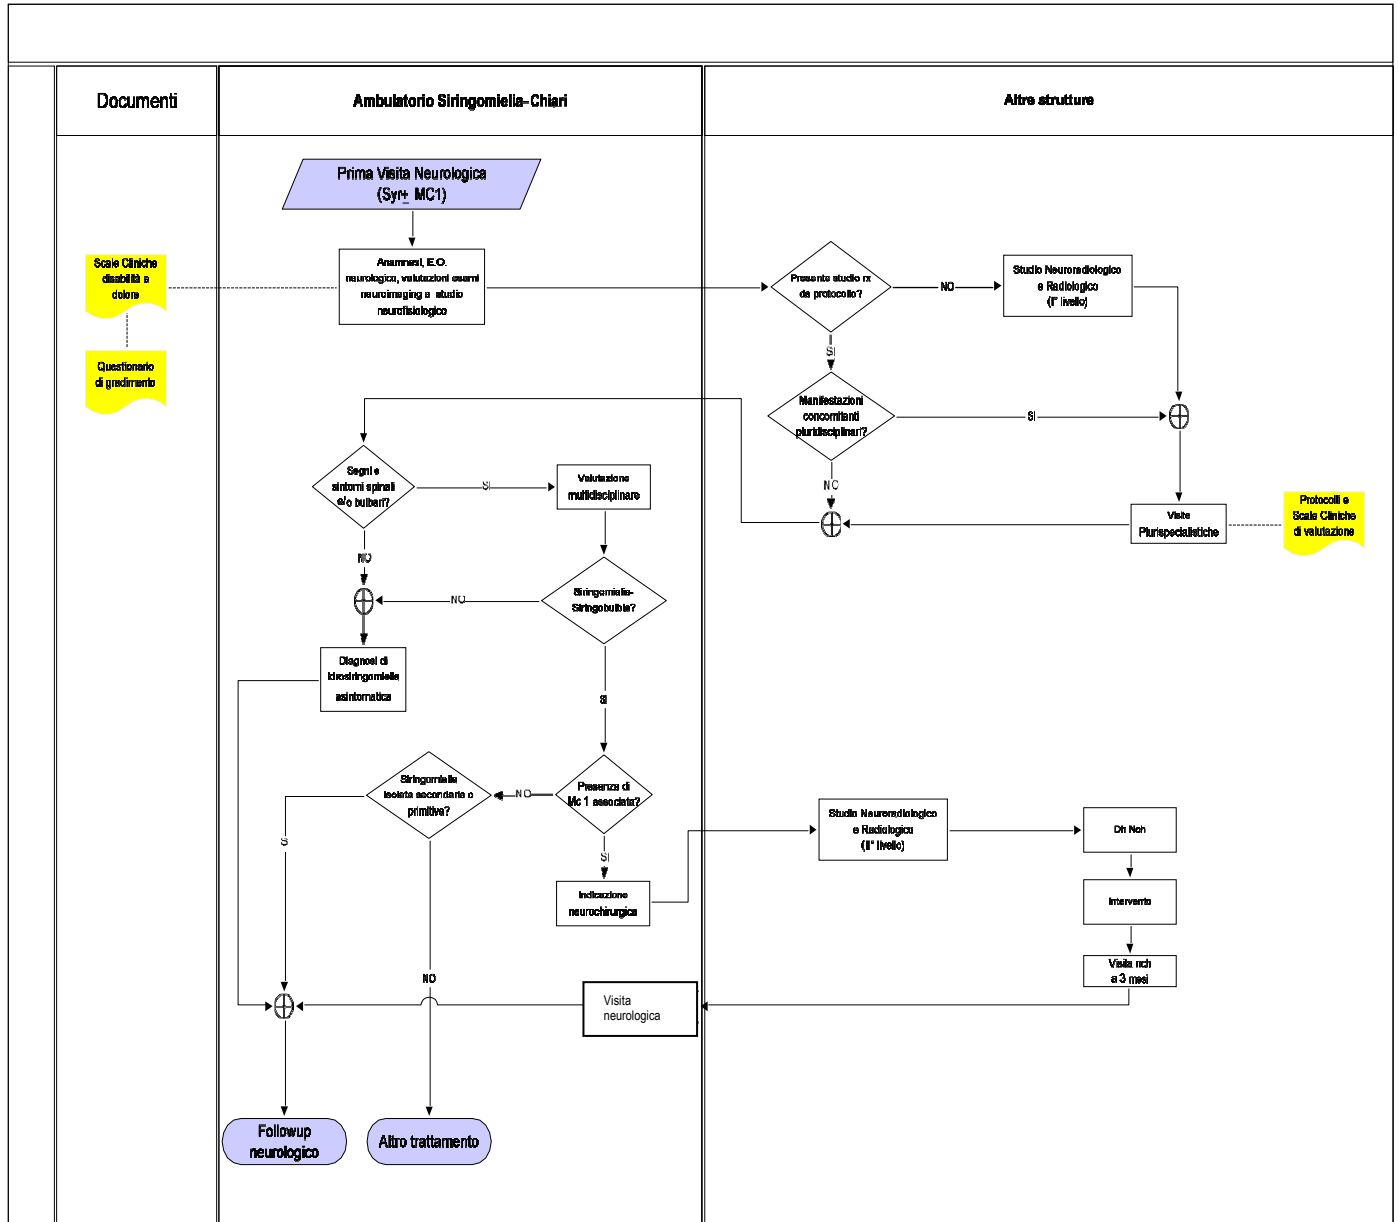 Documenti
Ambulatorio Siringomielia-Chiari
Altre strutture
Prima Visita Neurologica
(Syr+ MC1)
Anamnesi, E.O.
neurologico, valutazioni esami
neuroimaging e studio
neurofisiologico
Scale Cliniche
disabilità e
dolore
Questionario
di gradimento
Presente studio rx
da protocollo?
NO
Studio Neuroradiologico
e Radiologico
(I° livello)
SI
Manifestazioni
concomitanti
pluridisciplinari?
SI
NO
Visite
Plurispecialistiche
Protocolli e
Scale Cliniche
di valutazione
Segni e
sintomi spinali
e/o bulbari?
SI
Valutazione
multidisciplinare
NO
Siringomielia-
Siringobulbia?
NO
Diagnosi di
Idrosiringomielia
asintomatica
SI
Siringomielia
isolata secondaria o
primitiva?
NO
Presenza di
Mc 1 associata?
SI
SI
Indicazione
neurochirurgica
Studio Neuroradiologico
e Radiologico
(II° livello)
Dh Nch
Intervento
Visita nch
a 3 mesi
NO
Visita
neurologica
Followup
neurologico
Altro trattamento